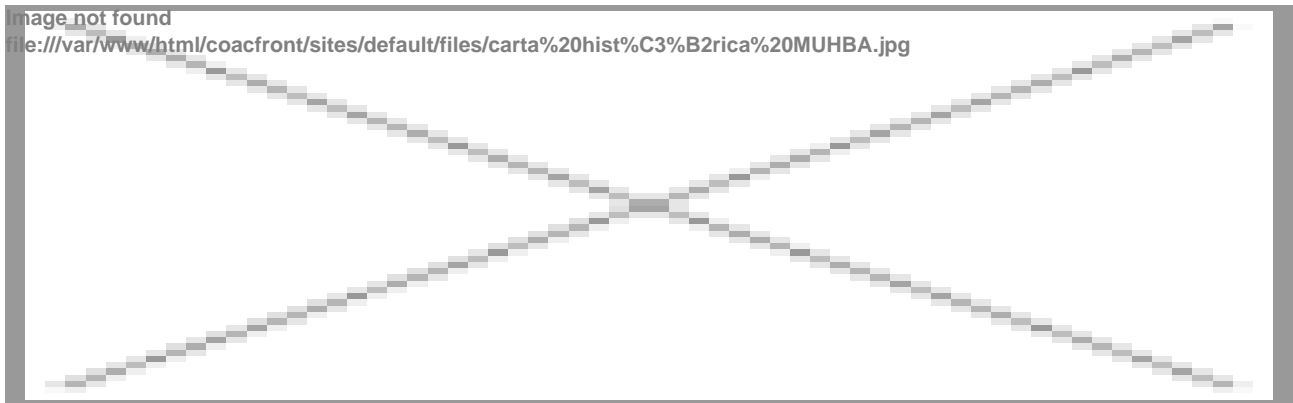 Image not found
file:///var/www/html/coacfront/sites/default/files/carta%20hist%C3%B2rica%20MUHBA.jpg